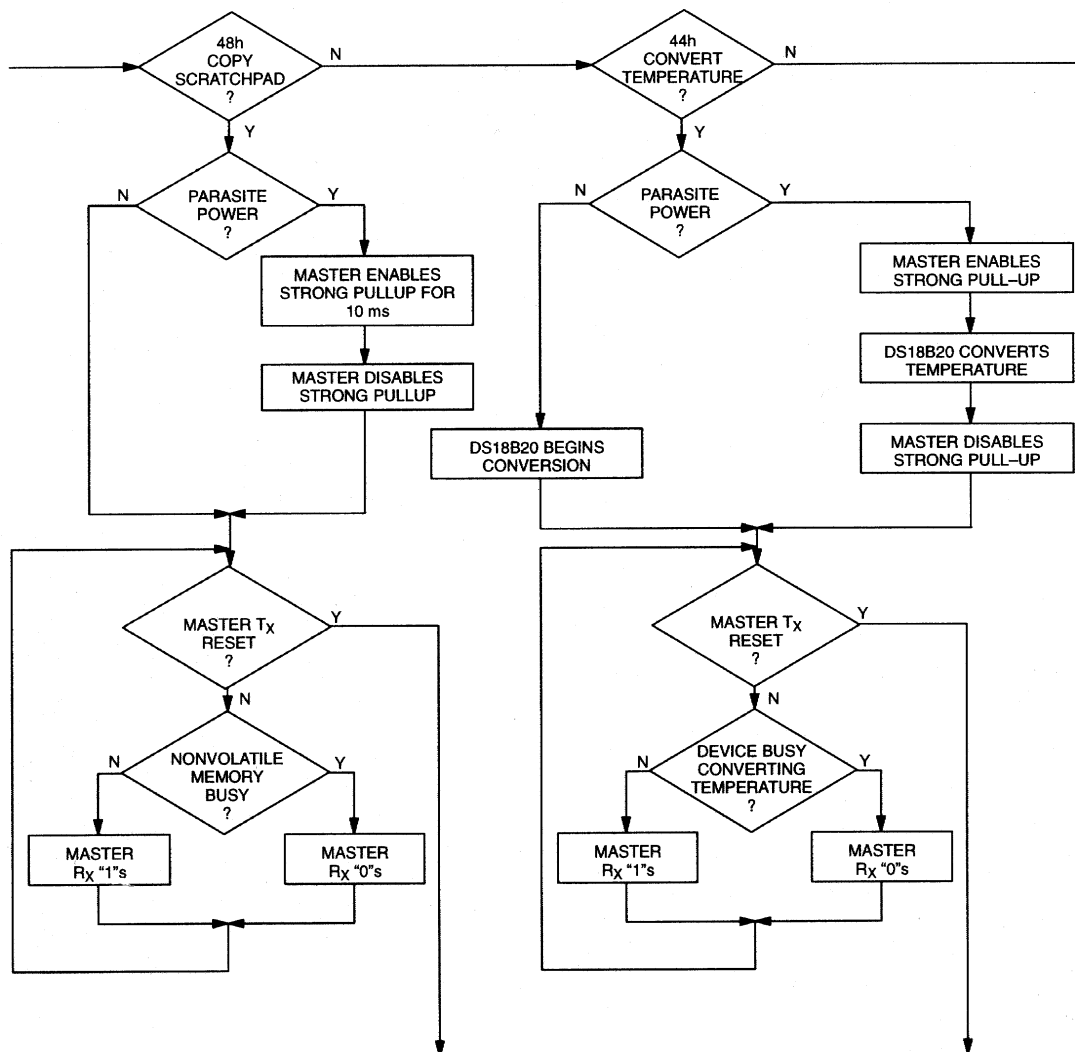 48h
COPY
SCRATCHPAD
?
N
Y
44h
CONVERT
TEMPERATURE
?
N
Y
PARASITE
POWER
?
N
Y
PARASITE
POWER
?
N
Y
MASTER ENABLES
STRONG PULLUP FOR
10 ms
MASTER DISABLES
STRONG PULLUP
MASTER ENABLES
STRONG PULL–UP
DS18B20 CONVERTS
TEMPERATURE
DS18B20 BEGINS
CONVERSION
MASTER DISABLES
STRONG PULL–UP
MASTER TX
RESET
?
Y
N
MASTER TX
RESET
?
Y
N
NONVOLATILE
MEMORY
BUSY
?
N
Y
DEVICE BUSY
CONVERTING
TEMPERATURE
?
N
Y
MASTER
RX “1”s
MASTER
RX “0”s
MASTER
RX “1”s
MASTER
RX “0”s